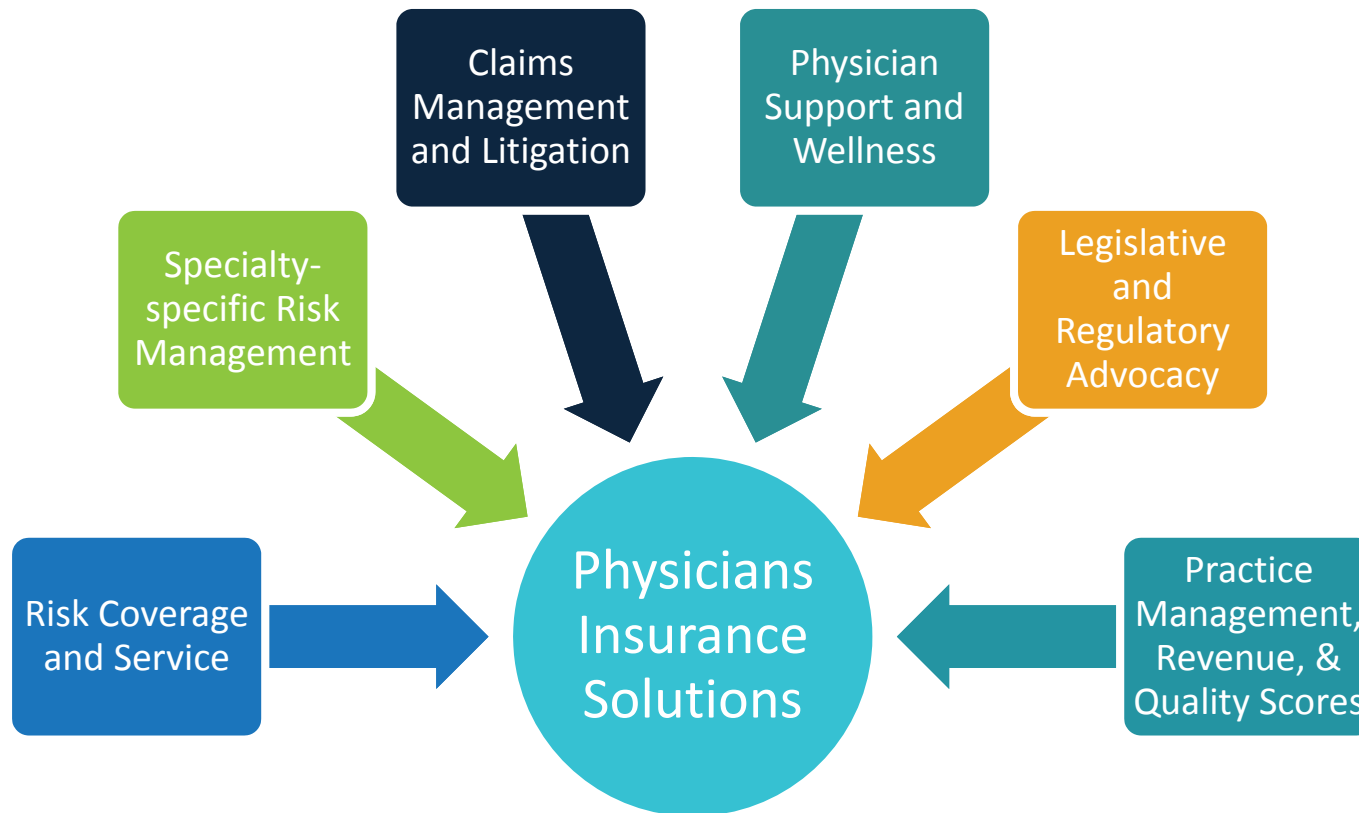 Claims
Management
and Litigation
Physician
Support and
Wellness
Specialty-
specific Risk
Management
Legislative
and
Regulatory
Advocacy
Risk Coverage
and Service
Physicians
Insurance
Solutions
Practice
Management,
Revenue, &
Quality Scores